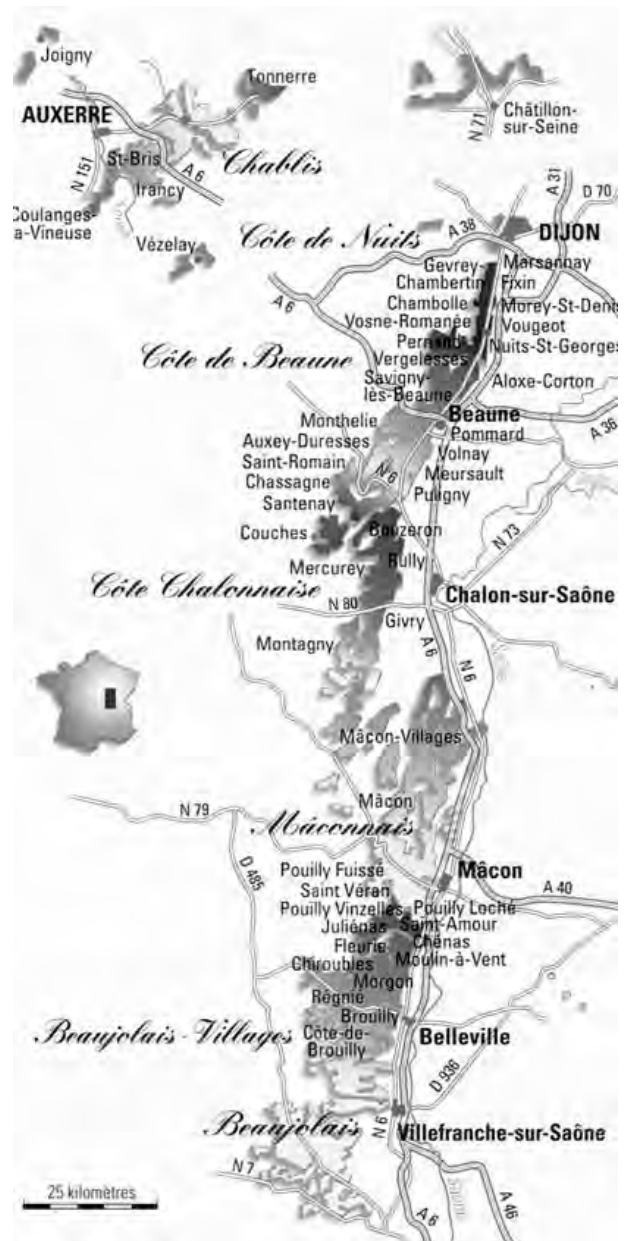 Joigny
Tonnerre
AUXERRE
Châtillon-
sur-Seine
N 71
St-Bris
Chablis
N 151
A 6
Irancy
A 31
D 70
Coulanges-
a-Vineuse
Vézelay
Côte de Nuits
A 38
DIJON
Gevrey-
Chambertin
Marsannay
Fixin
A 6
Chambolle
Morey-St-Denis
Vosne-Romanée
Vougeot
Pernand
Vergelesses
Nuits-St-Georges
Côte de Beaune
Savigny-
lès-Beaune
Aloxe-Corton
Monthelie
Beaune
A 36
Auxey-Duresses
Pommard
Saint-Romain
N 6
Volnay
Chassagne
Meursault
Santenay
Puligny
Couches
Bouzeron
N 73
Mercurey
Rully
Côte Chalonnaise
Chalon-sur-Saône
N 80
Givry
A 6
N 6
Montagny
Mâcon-Villages
Mâcon
N 79
Mâconnais
D 485
Pouilly Fuissé
Mâcon
Saint Véran
A 40
Pouilly Vinzelles
Pouilly Loché
Juliénas
Saint-Amour
Fleurie
Chénas
Chiroubles
Moulin-à-Vent
Morgon
Régnié
Brouilly
Beaujolais-Villages
Côte-de-
Brouilly
Belleville
D 936
Beaujolais
N 6
Villefranche-sur-Saône
N 7
25 kilomètres
A 6
Saône
A 46